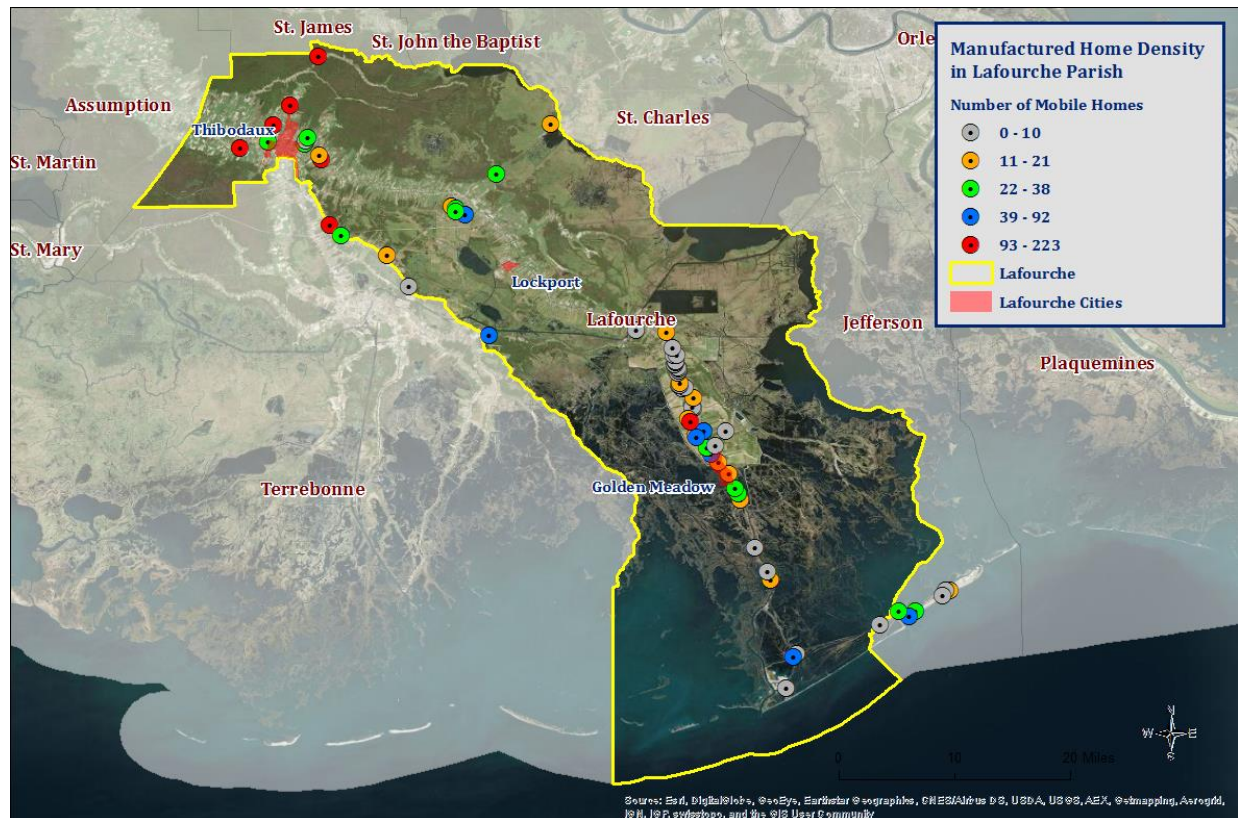 St. James
St. John the Baptist
Orle
Assumption
Thibodaux
St. Charles
St. Martin
St. Mary
Lockport
Lafourche
Jefferson
Plaquemines
Terrebonne
Golden Meadow
Manufactured Home Density
in Lafourche Parish
Number of Mobile Homes
0 - 10
11 - 21
22 - 38
39 - 92
93 - 223
Lafourche
Lafourche Cities
N
W
E
S
0 10 20 Miles
Source: Esri, DigitalGlobe, GeoEye, Earthstar Geographics, CNES/Airbus DS, USDA, USGS, AEX, Getmapping, Aerogrid,
IGN, IGP, swisstopo, and the GIS User Community